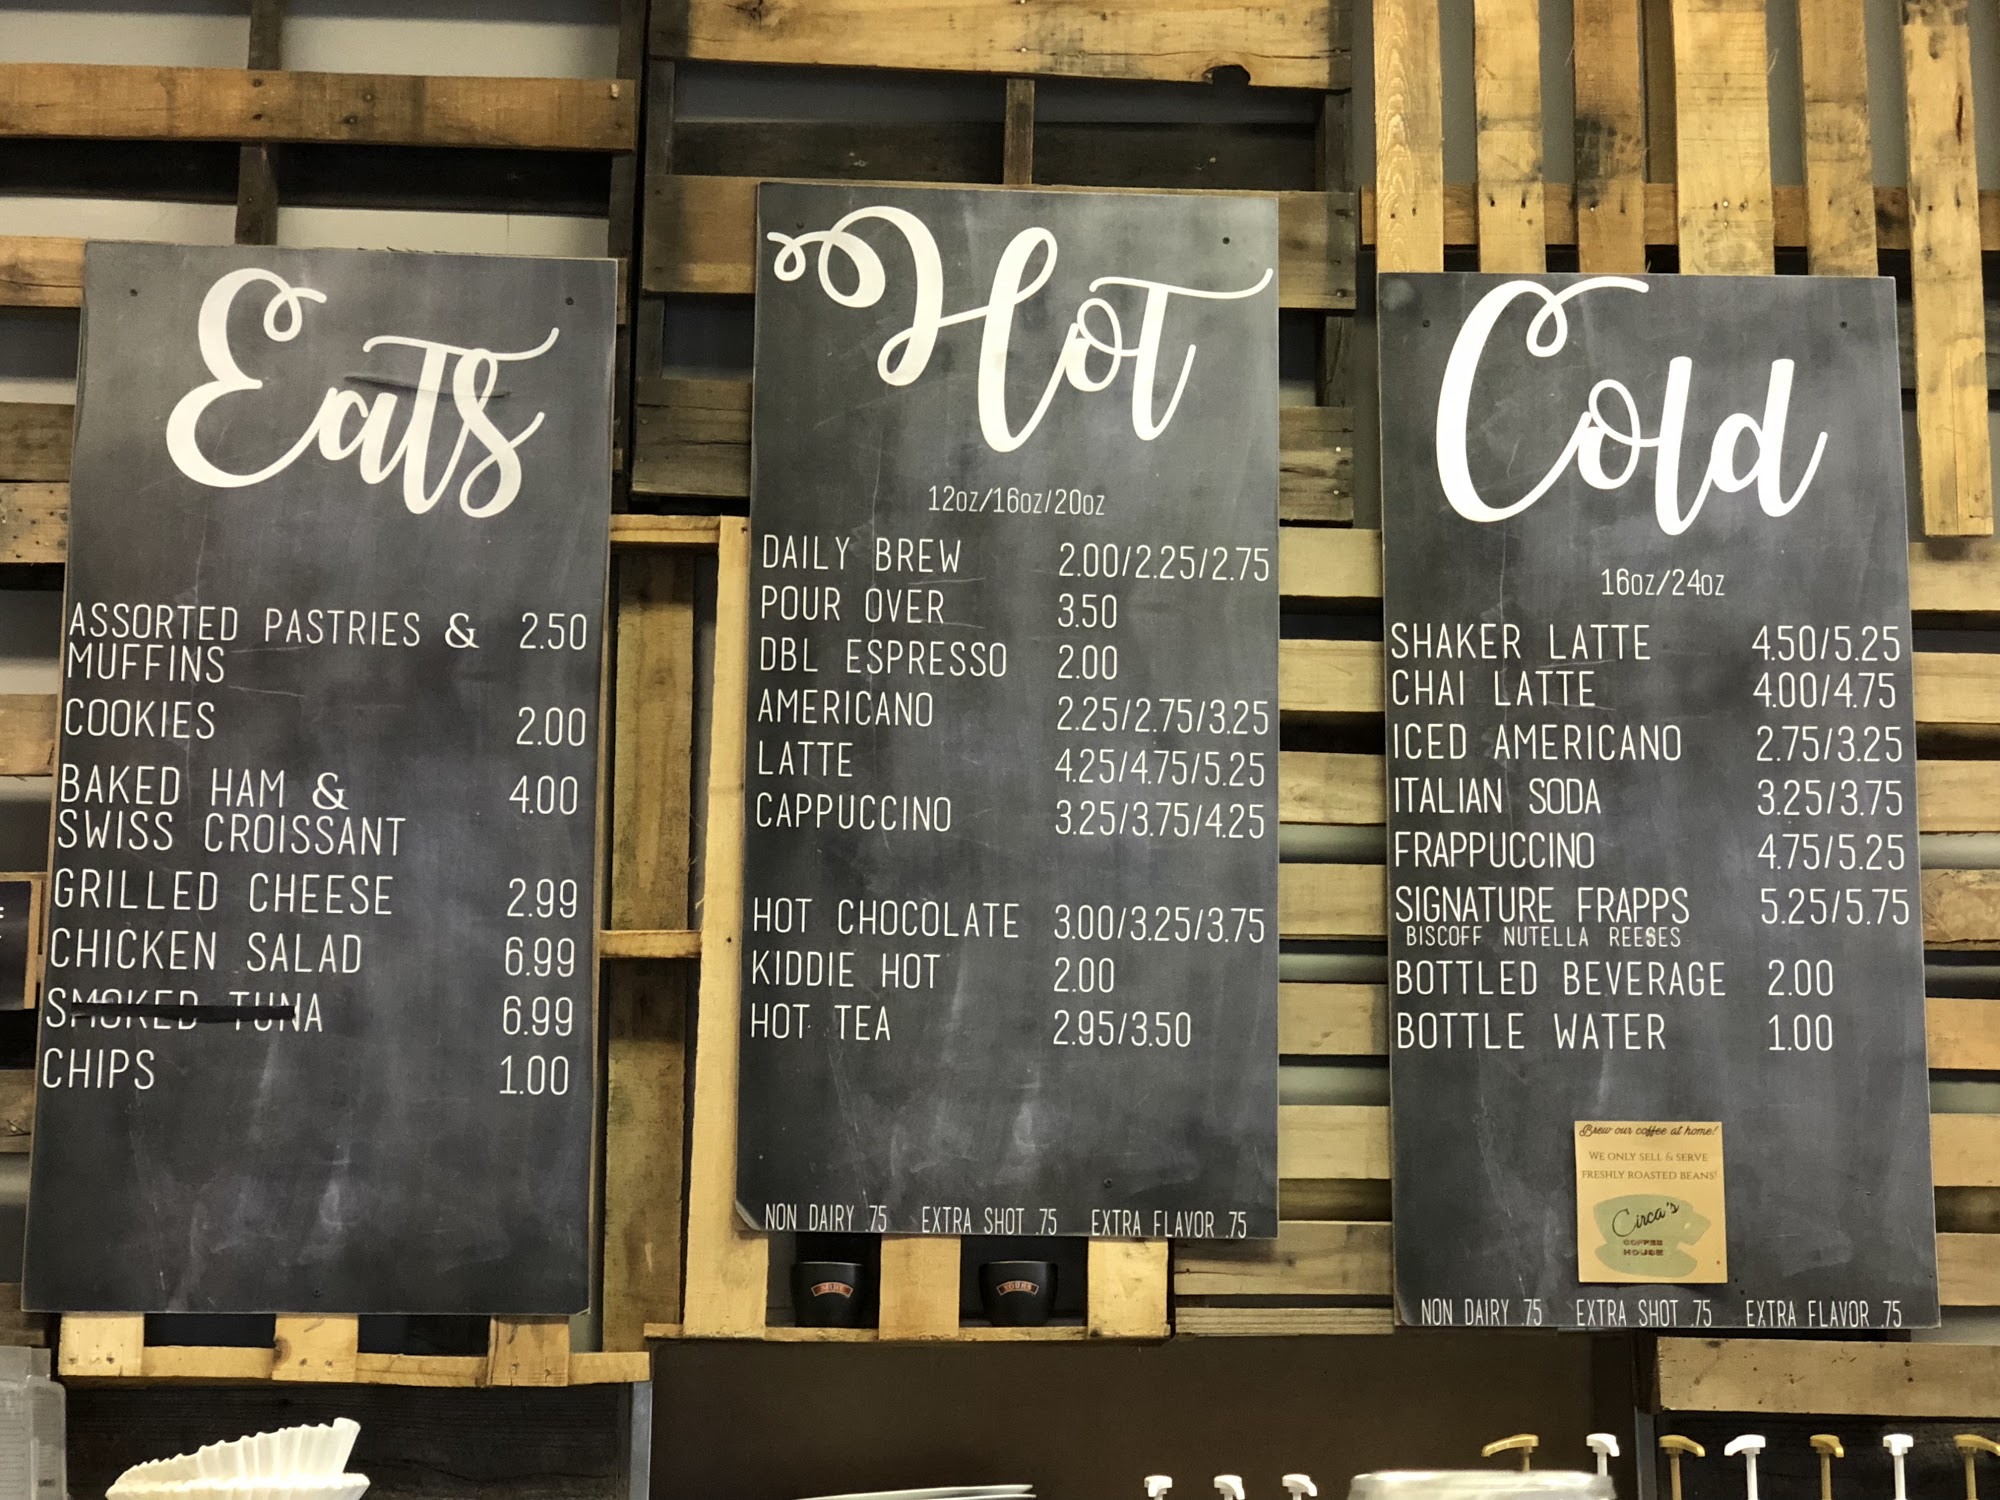 Eats
ASSORTED PASTRIES & 2.50
MUFFINS
COOKIES 2.00
BAKED HAM & 4.00
SWISS CROISSANT
GRILLED CHEESE 2.99
CHICKEN SALAD 6.99
SMOKED TUNA 6.99
CHIPS 1.00
Hot
12oz/16oz/20oz
DAILY BREW 2.00/2.25/2.75
POUR OVER 3.50
DBL ESPRESSO 2.00
AMERICANO 2.25/2.75/3.25
LATTE 4.25/4.75/5.25
CAPPUCCINO 3.25/3.75/4.25
HOT CHOCOLATE 3.00/3.25/3.75
KIDDIE HOT 2.00
HOT TEA 2.95/3.50
NON DAIRY .75 EXTRA SHOT .75 EXTRA FLAVOR .75
Cold
16oz/24oz
SHAKER LATTE 4.50/5.25
CHAI LATTE 4.00/4.75
ICED AMERICANO 2.75/3.25
ITALIAN SODA 3.25/3.75
FRAPPUCCINO 4.75/5.25
SIGNATURE FRAPPS 5.25/5.75
BISCOFF NUTELLA REESES
BOTTLED BEVERAGE 2.00
BOTTLE WATER 1.00
Brew our coffee at home!
WE ONLY SELL & SERVE
FRESHLY ROASTED BEANS!
Circa's
COFFEE
HOUSE
NON DAIRY .75 EXTRA SHOT .75 EXTRA FLAVOR .75